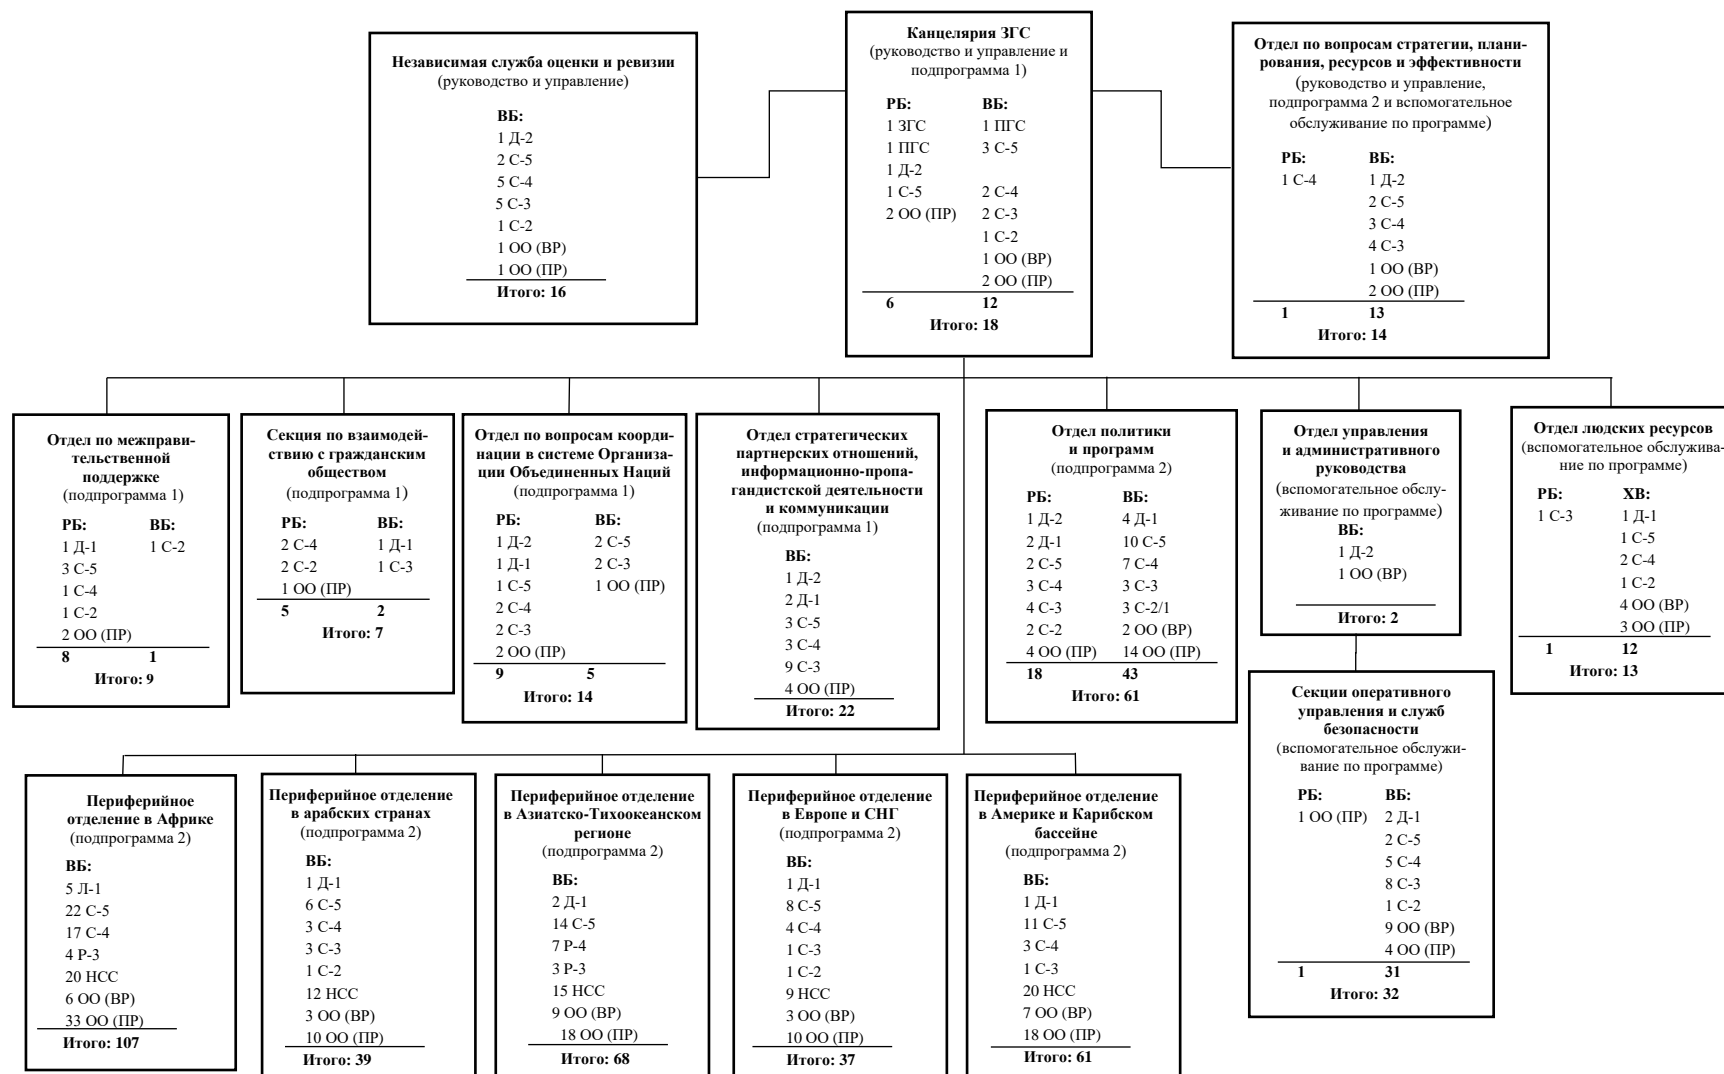 Независимая служба оценки и ревизии
(руководство и управление)
ВБ:
1 Д-2
2 С-5
5 С-4
5 С-3
1 С-2
1 ОО (ВР)
1 ОО (ПР)
Итого: 16
Канцелярия ЗГС
(руководство и управление и
подпрограмма 1)
РБ: ВБ:
1 ЗГС 1 ПГС
1 ПГС 3 С-5
1 Д-2
1 С-5 2 С-4
2 ОО (ПР) 2 С-3
1 С-2
1 ОО (ВР)
2 ОО (ПР)
6 12
Итого: 18
Отдел по вопросам стратегии, плани-
рования, ресурсов и эффективности
(руководство и управление,
подпрограмма 2 и вспомогательное
обслуживание по программе)
РБ: ВБ:
1 С-4 1 Д-2
2 С-5
3 С-4
4 С-3
1 ОО (ВР)
2 ОО (ПР)
1 13
Итого: 14
Отдел по межправи-
тельственной
поддержке
(подпрограмма 1)
РБ: ВБ:
1 Д-1 1 С-2
3 С-5
1 С-4
1 С-2
2 ОО (ПР)
8 1
Итого: 9
Секция по взаимодей-
ствию с гражданским
обществом
(подпрограмма 1)
РБ: ВБ:
2 С-4 1 Д-1
2 С-2 1 С-3
1 ОО (ПР)
5 2
Итого: 7
Отдел по вопросам коорди-
нации в системе Организа-
ции Объединенных Наций
(подпрограмма 1)
РБ: ВБ:
1 Д-2 2 С-5
1 Д-1 2 С-3
1 С-5 1 ОО (ПР)
2 С-4
2 С-3
2 ОО (ПР)
9 5
Итого: 14
Отдел стратегических
партнерских отношений,
информационно-пропа-
гандистской деятельности
и коммуникации
(подпрограмма 1)
ВБ:
1 Д-2
2 Д-1
3 С-5
3 С-4
9 С-3
4 ОО (ПР)
Итого: 22
Отдел политики
и программ
(подпрограмма 2)
РБ: ВБ:
1 Д-2 4 Д-1
2 Д-1 10 С-5
2 С-5 7 С-4
3 С-4 3 С-3
4 С-3 3 С-2/1
2 С-2 2 ОО (ВР)
4 ОО (ПР) 14 ОО (ПР)
18 43
Итого: 61
Отдел управления
и административного
руководства
(вспомогательное обслу-
живание по программе)
ВБ:
1 Д-2
1 ОО (ВР)
Итого: 2
Отдел людских ресурсов
(вспомогательное обслужива-
ние по программе)
РБ: ХВ:
1 С-3 1 Д-1
1 С-5
2 С-4
1 С-2
4 ОО (ВР)
3 ОО (ПР)
1 12
Итого: 13
Секции оперативного
управления и служб
безопасности
(вспомогательное обслужи-
вание по программе)
РБ: ВБ:
1 ОО (ПР) 2 Д-1
2 С-5
5 С-4
8 С-3
1 С-2
9 ОО (ВР)
4 ОО (ПР)
1 31
Итого: 32
Периферийное
отделение в Африке
(подпрограмма 2)
ВБ:
5 Л-1
22 С-5
17 С-4
4 Р-3
20 НСС
6 ОО (ВР)
33 ОО (ПР)
Итого: 107
Периферийное отделение
в арабских странах
(подпрограмма 2)
ВБ:
1 Д-1
6 С-5
3 С-4
3 С-3
1 С-2
12 НСС
3 ОО (ВР)
10 ОО (ПР)
Итого: 39
Периферийное отделение
в Азиатско-Тихоокеанском
регионе
(подпрограмма 2)
ВБ:
2 Д-1
14 С-5
7 Р-4
3 Р-3
15 НСС
9 ОО (ВР)
18 ОО (ПР)
Итого: 68
Периферийное отделение
в Европе и СНГ
(подпрограмма 2)
ВБ:
1 Д-1
8 С-5
4 С-4
1 С-3
1 С-2
9 НСС
3 ОО (ВР)
10 ОО (ПР)
Итого: 37
Периферийное отделение
в Америке и Карибском
бассейне
(подпрограмма 2)
ВБ:
1 Д-1
11 С-5
3 С-4
1 С-3
20 НСС
7 ОО (ВР)
18 ОО (ПР)
Итого: 61